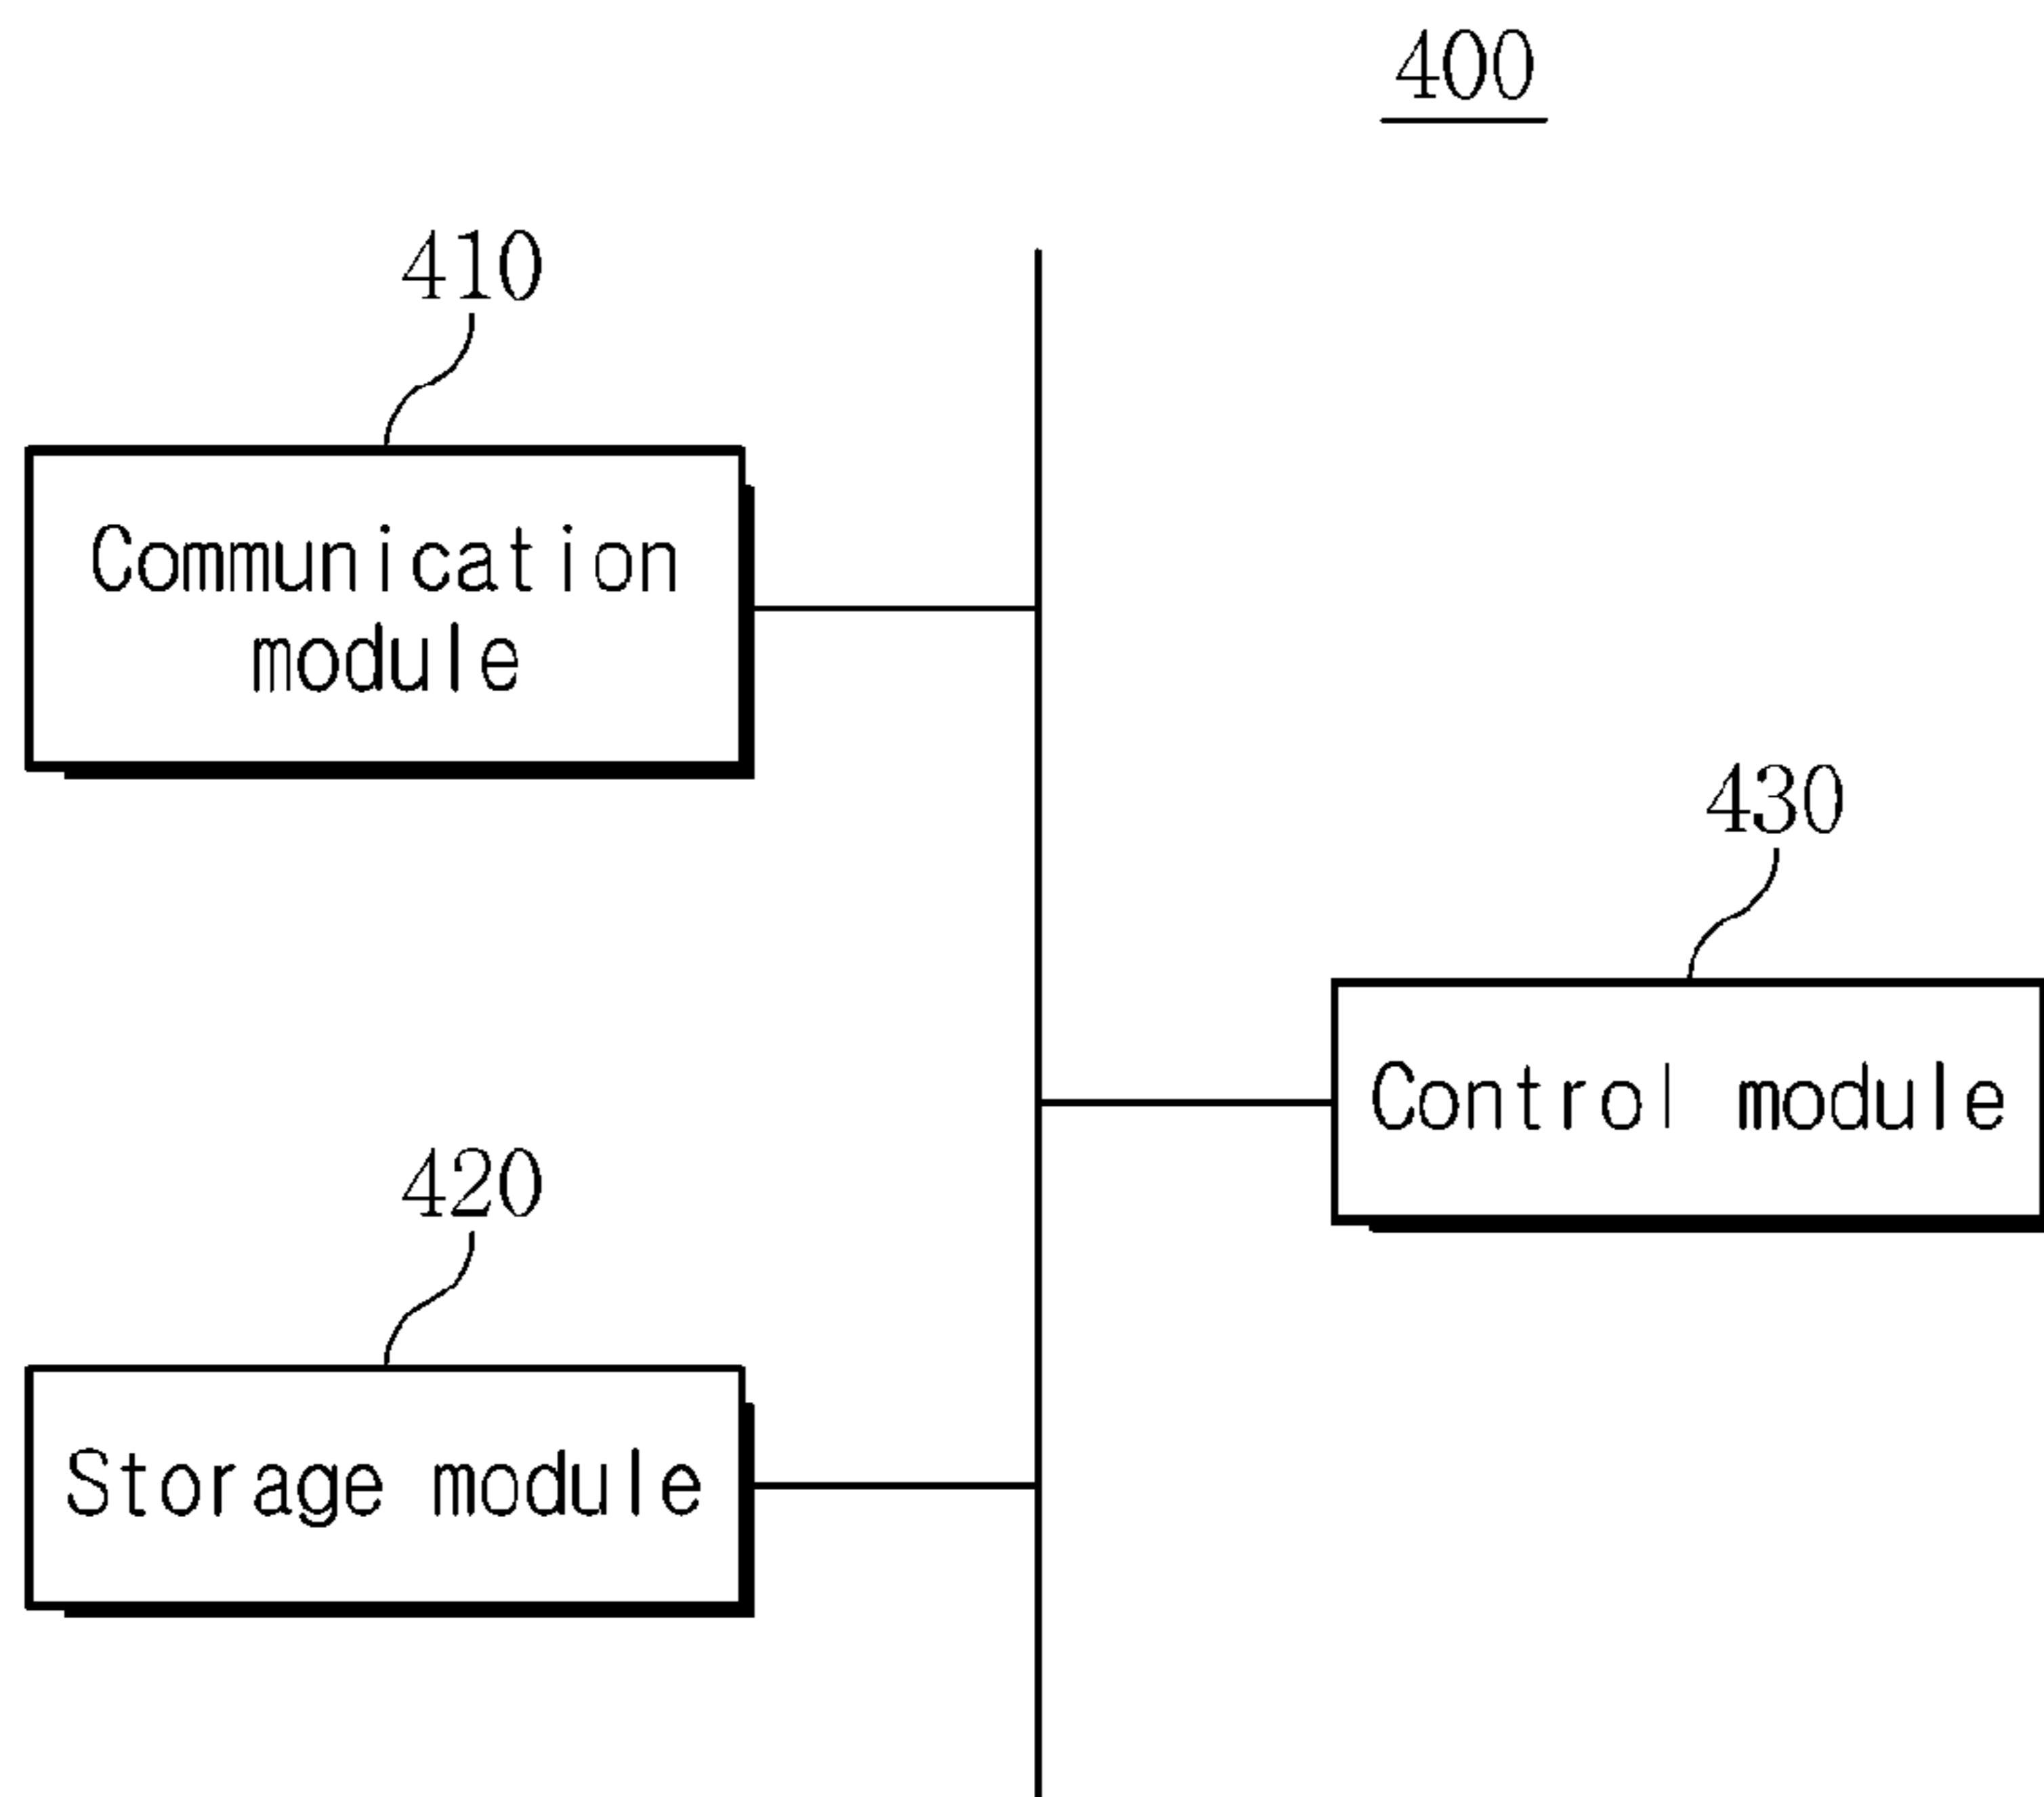 400
410
Communication
module
430
Control module
420
Storage module